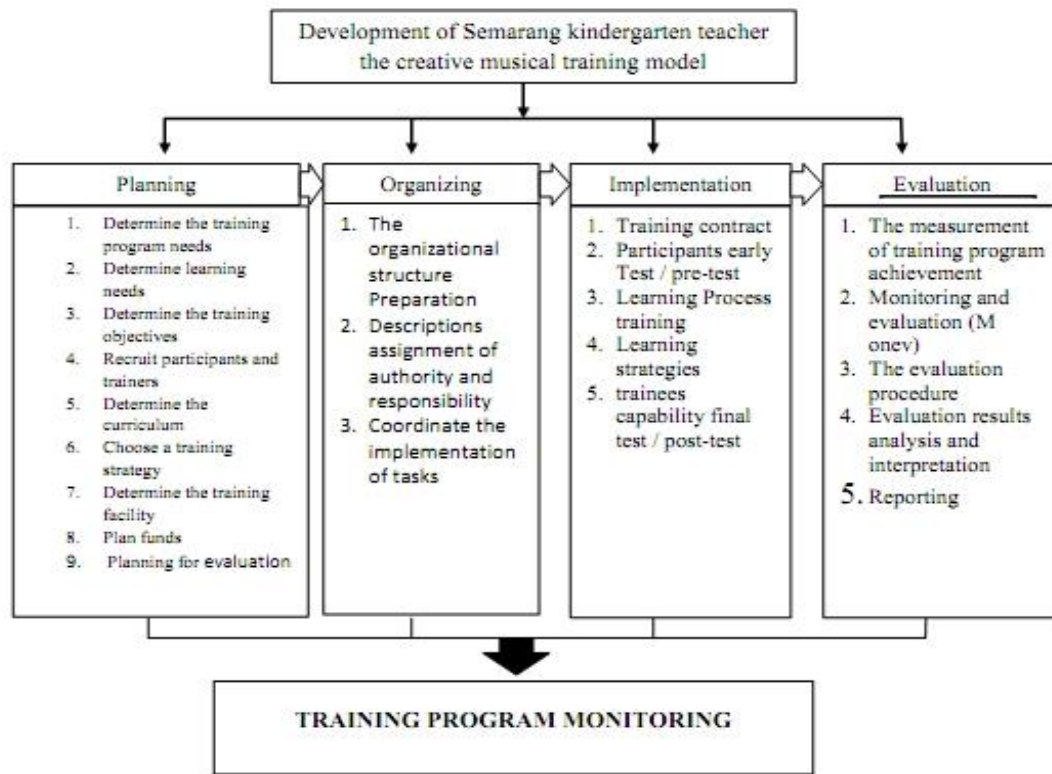 Development of Semarang kindergarten teacher
the creative musical training model
Planning
1. Determine the training
program needs
2. Determine learning
needs
3. Determine the training
objectives
4. Recruit participants and
trainers
5. Determine the
curriculum
6. Choose a training
strategy
7. Determine the training
facility
8. Plan funds
9. Planning for evaluation
Organizing
1. The
organizational
structure
Preparation
2. Descriptions
assignment of
authority and
responsibility
3. Coordinate the
implementation
of tasks
Implementation
1. Training contract
2. Participants early
Test / pre-test
3. Learning Process
training
4. Learning
strategies
5. trainees
capability final
test / post-test
Evaluation
1. The measurement
of training program
achievement
2. Monitoring and
evaluation (M
onev)
3. The evaluation
procedure
4. Evaluation results
analysis and
interpretation
5. Reporting
TRAINING PROGRAM MONITORING